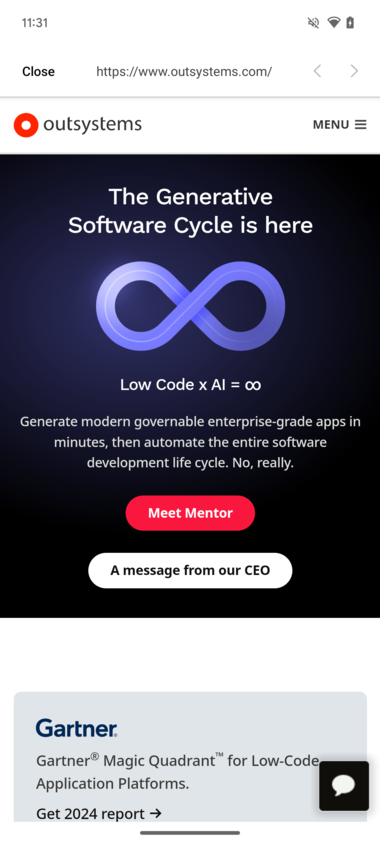 11:31
Close
https://www.outsystems.com/
outsystems
MENU
The Generative
Software Cycle is here
Low Code x AI = ∞
Generate modern governable enterprise-grade apps in
minutes, then automate the entire software
development life cycle. No, really.
Meet Mentor
A message from our CEO
Gartner®
Gartner® Magic Quadrant™ for Low-Code
Application Platforms.
Get 2024 report →